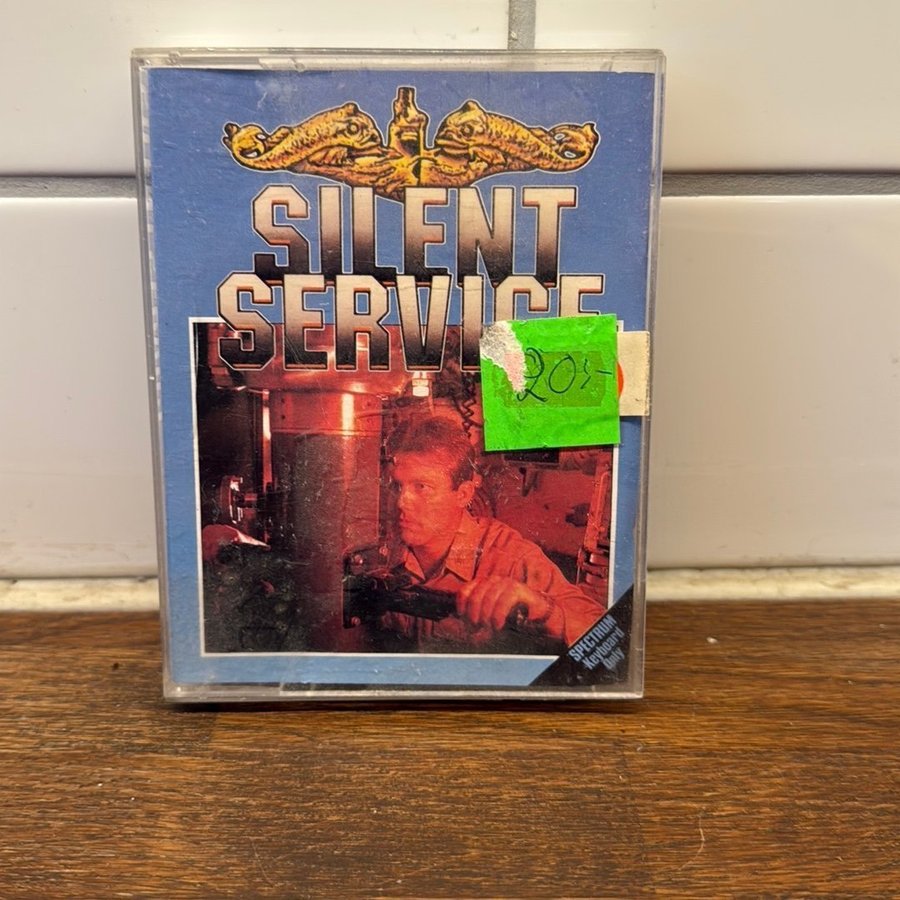 SILENT
SERVICE
20:-
SPECTRUM
Keyboard
Only